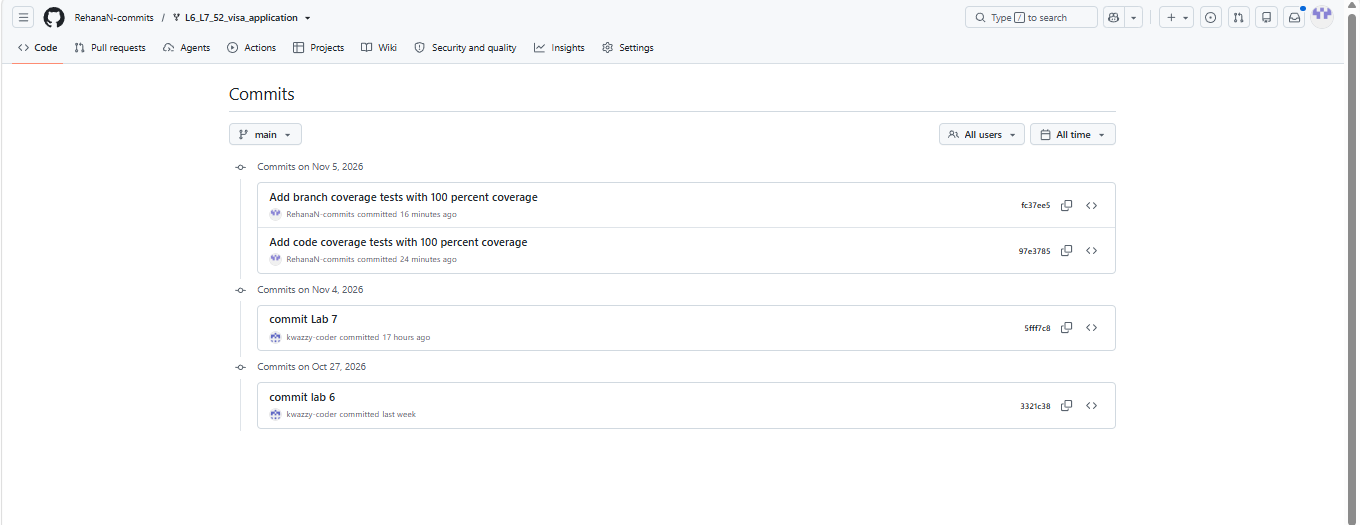 RehanaN-commits / L6_L7_52_visa_application
Type / to search
Code Pull requests Agents Actions Projects Wiki Security and quality Insights Settings
Commits
main
All users All time
Commits on Nov 5, 2026
Add branch coverage tests with 100 percent coverage
RehanaN-commits committed 16 minutes ago
fc37ee5
Add code coverage tests with 100 percent coverage
RehanaN-commits committed 24 minutes ago
97e3785
Commits on Nov 4, 2026
commit Lab 7
kwazzy-coder committed 17 hours ago
5fff7c8
Commits on Oct 27, 2026
commit lab 6
kwazzy-coder committed last week
3321c38